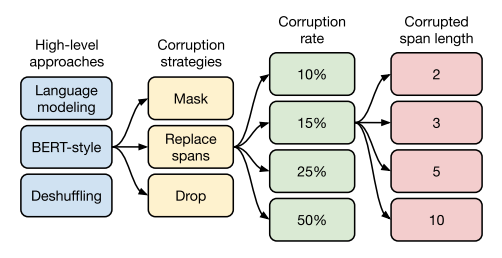 High-level
approaches
Language
modeling
BERT-style
Deshuffling
Corruption
strategies
Mask
Replace
spans
Drop
Corruption
rate
10%
15%
25%
50%
Corrupted
span length
2
3
5
10